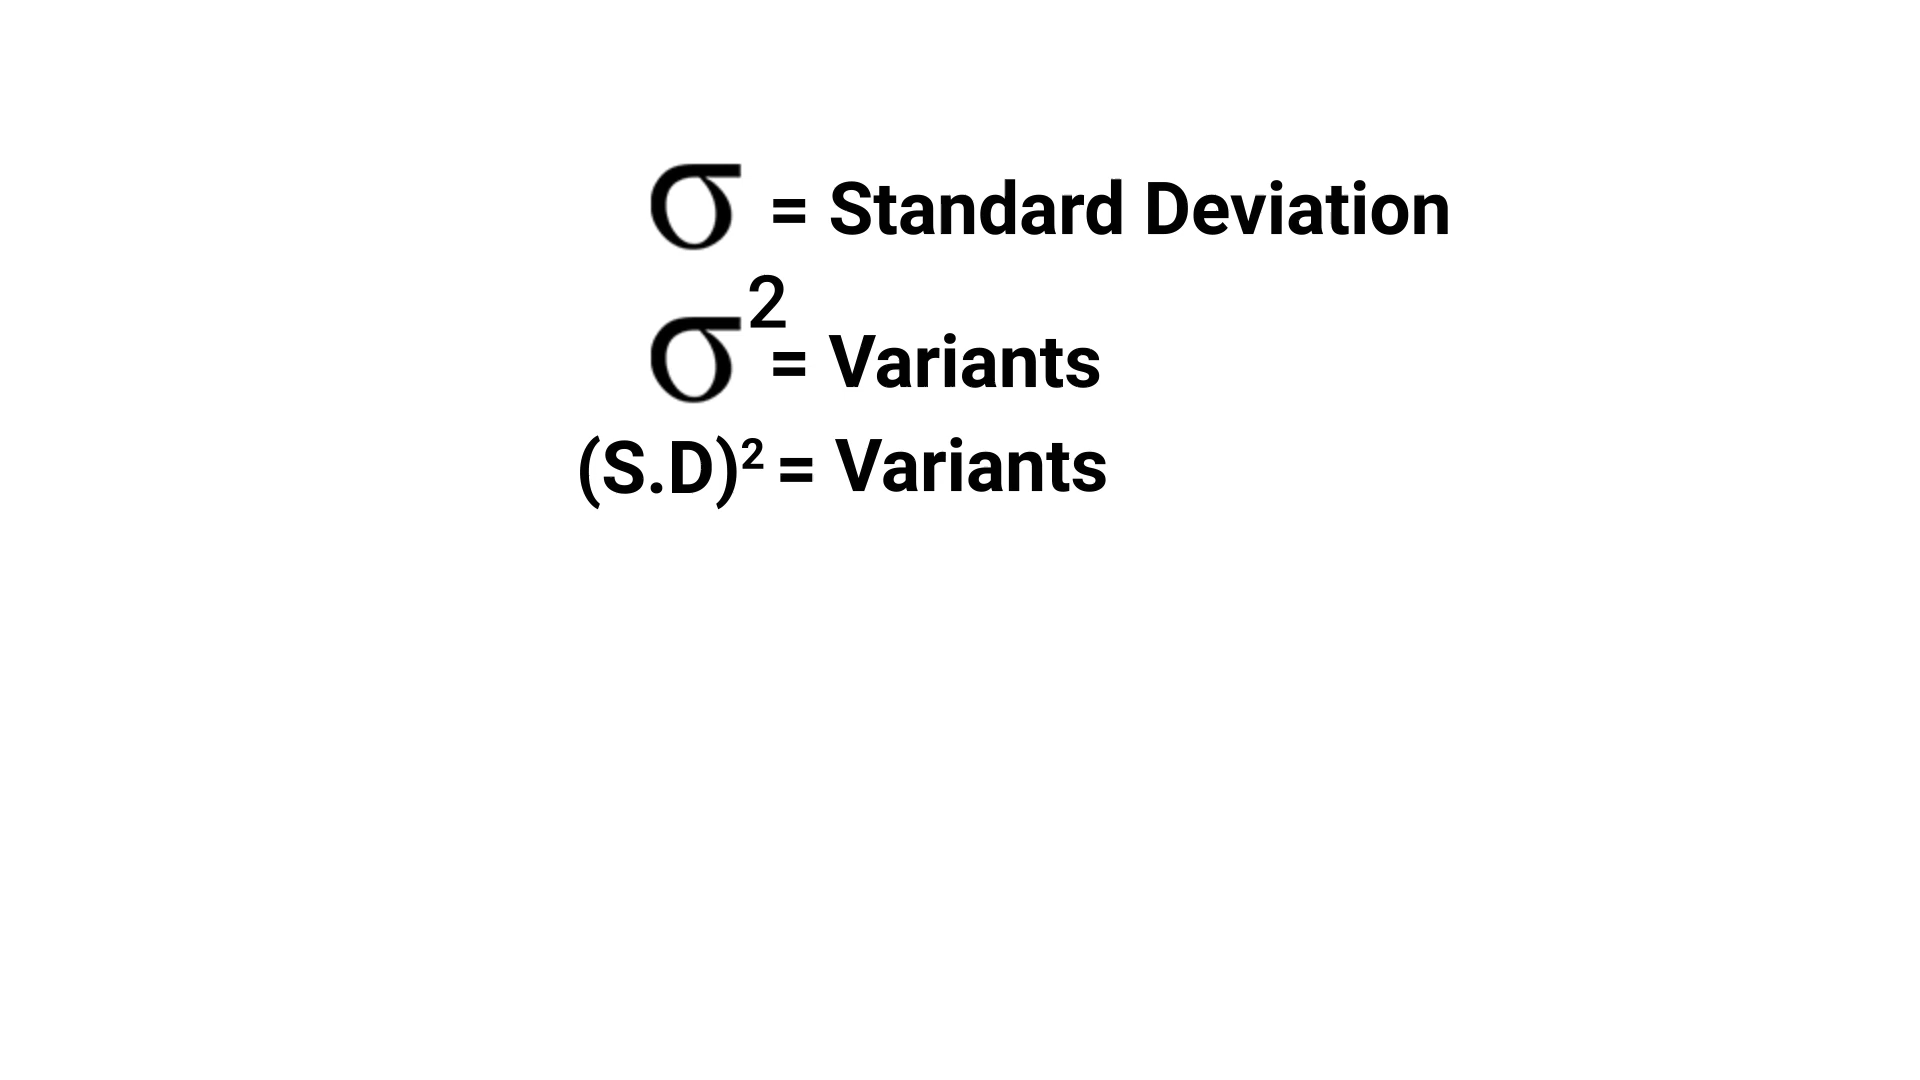 σ = Standard Deviation
σ² = Variants
(S.D)² = Variants